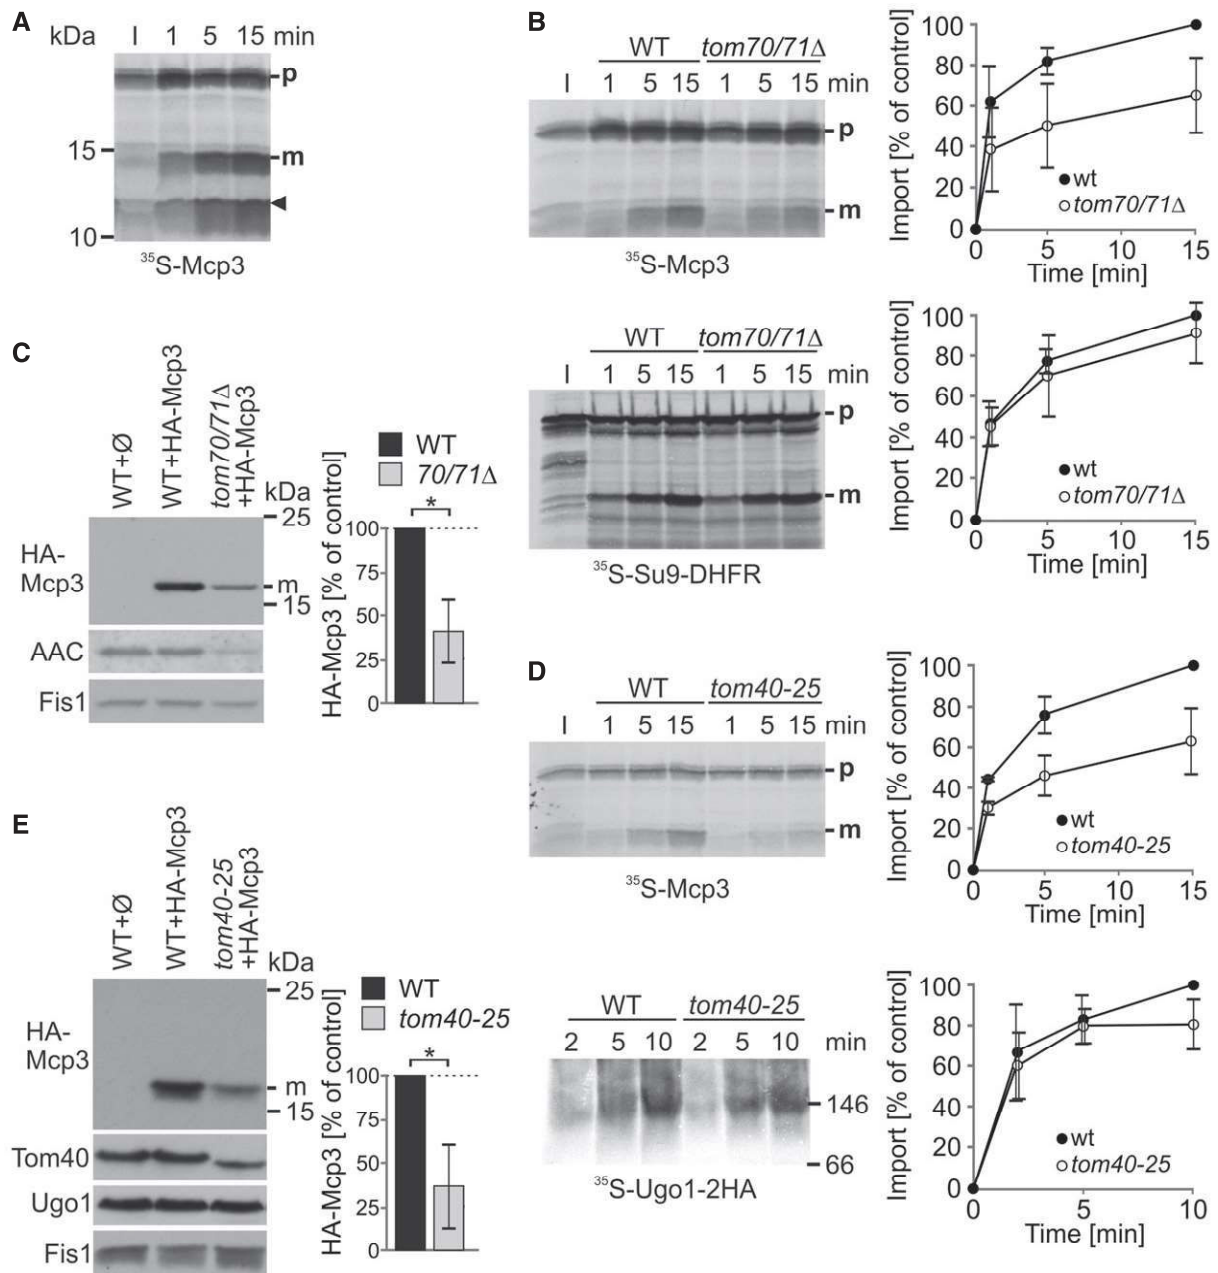 A
kDa I 1 5 15 min
p
15
m
10
35S-Mcp3
B
WT tom70/71Δ
I 1 5 15 1 5 15 min
p
m
35S-Mcp3
Import [% of control]
100
80
60
40
20
0
wt
tom70/71Δ
0 5 10 15
Time [min]
WT tom70/71Δ
I 1 5 15 1 5 15 min
p
m
35S-Su9-DHFR
Import [% of control]
100
80
60
40
20
0
wt
tom70/71Δ
0 5 10 15
Time [min]
C
WT+Ø
WT+HA-Mcp3
tom70/71Δ
+HA-Mcp3
kDa
25
HA-
Mcp3
m
15
AAC
Fis1
WT
70/71Δ
HA-Mcp3 [% of control]
*
100
75
50
25
0
D
WT tom40-25
I 1 5 15 1 5 15 min
p
m
35S-Mcp3
Import [% of control]
100
80
60
40
20
0
wt
tom40-25
0 5 10 15
Time [min]
WT tom40-25
2 5 10 2 5 10 min
146
66
35S-Ugo1-2HA
Import [% of control]
100
80
60
40
20
0
wt
tom40-25
0 5 10
Time [min]
E
WT+Ø
WT+HA-Mcp3
tom40-25
+HA-Mcp3
kDa
25
HA-
Mcp3
m
15
Tom40
Ugo1
Fis1
WT
tom40-25
HA-Mcp3 [% of control]
*
100
75
50
25
0